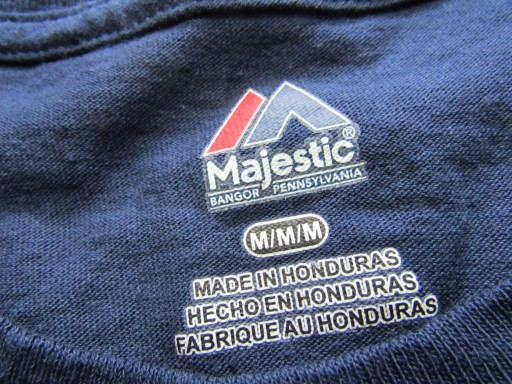 Majestic®
BANGOR PENNSYLVANIA
M/M/M
MADE IN HONDURAS
HECHO EN HONDURAS
FABRIQUE AU HONDURAS